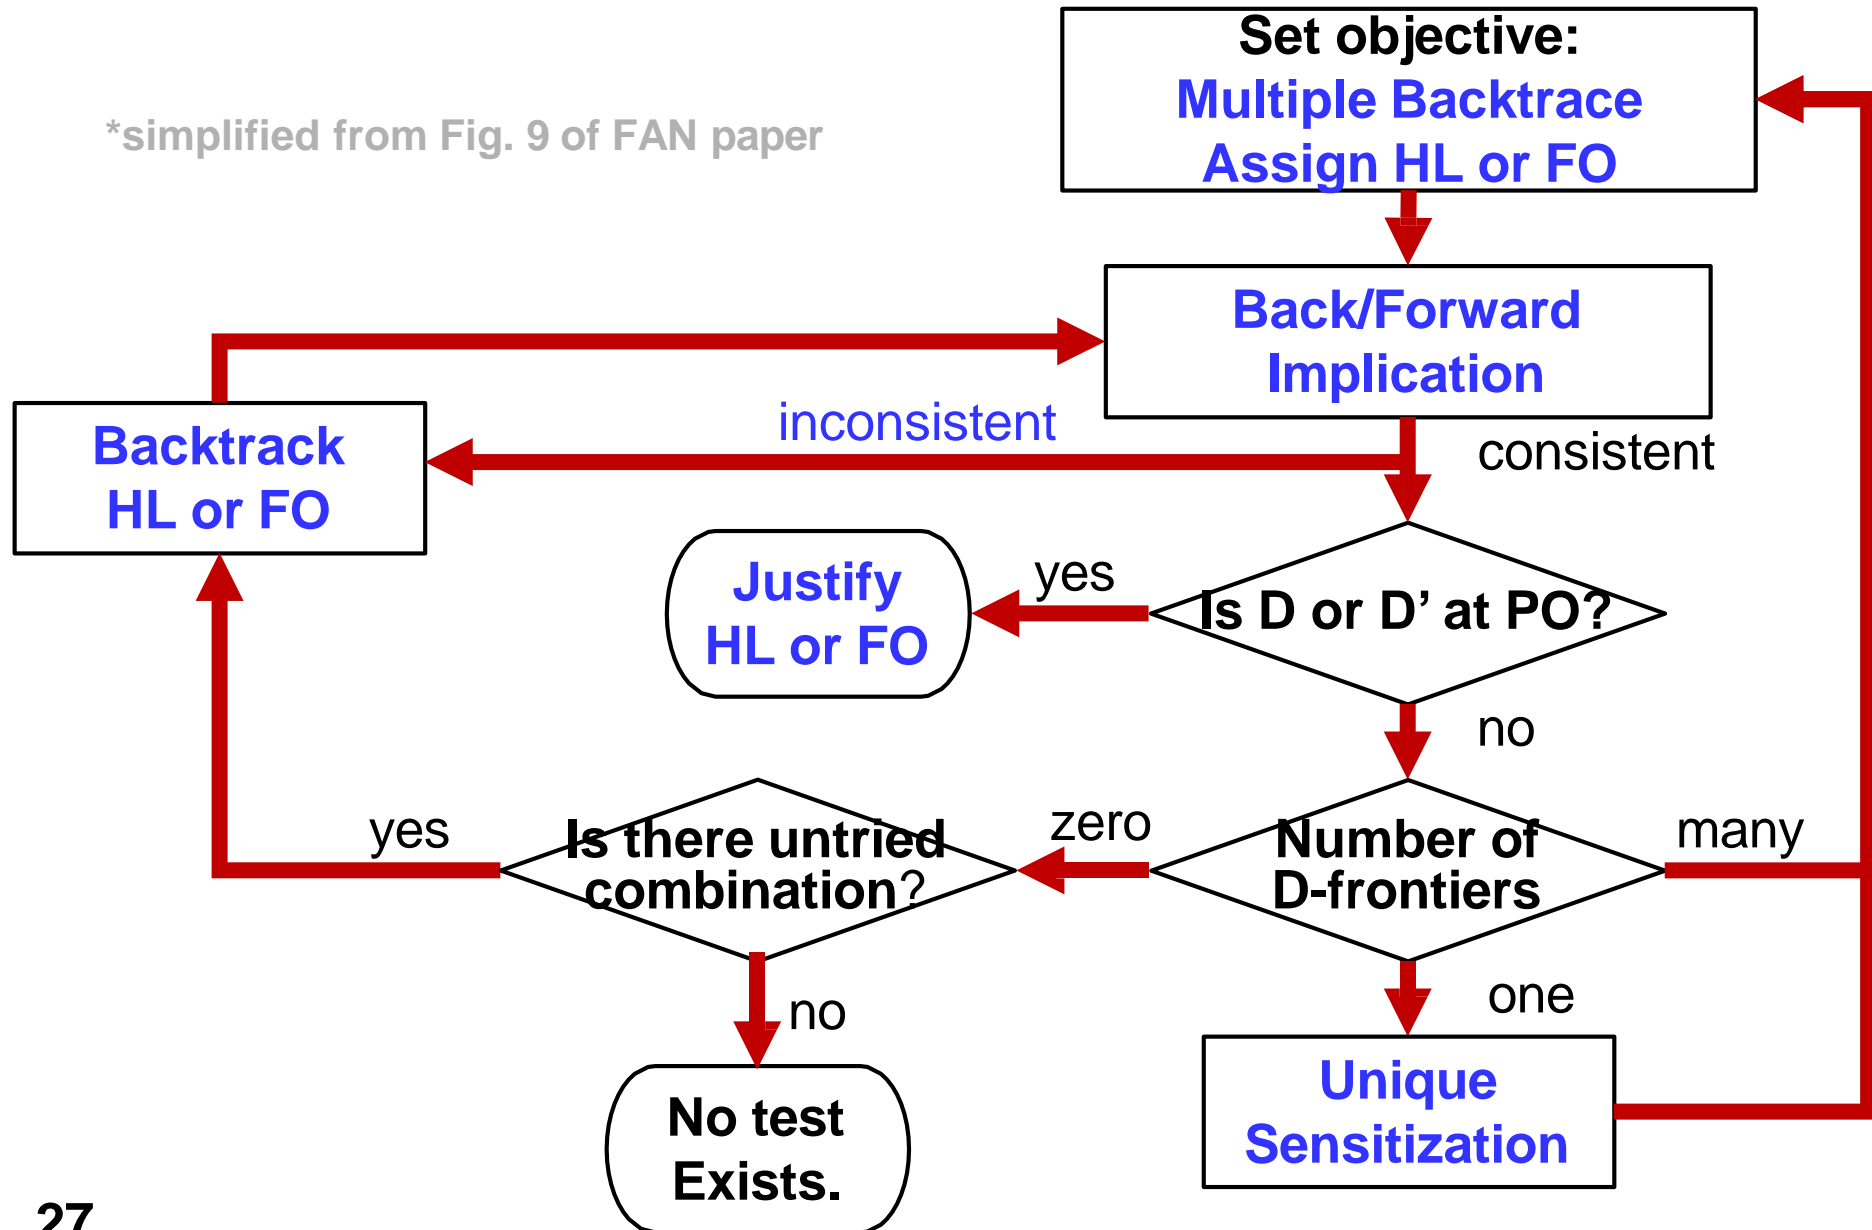 Set objective:
Multiple Backtrace
Assign HL or FO
*simplified from Fig. 9 of FAN paper
Back/Forward
Implication
inconsistent
consistent
Backtrack
HL or FO
Justify
HL or FO
yes
Is D or D’ at PO?
no
yes
Is there untried
combination?
zero
Number of
D-frontiers
many
no
one
No test
Exists.
Unique
Sensitization
27